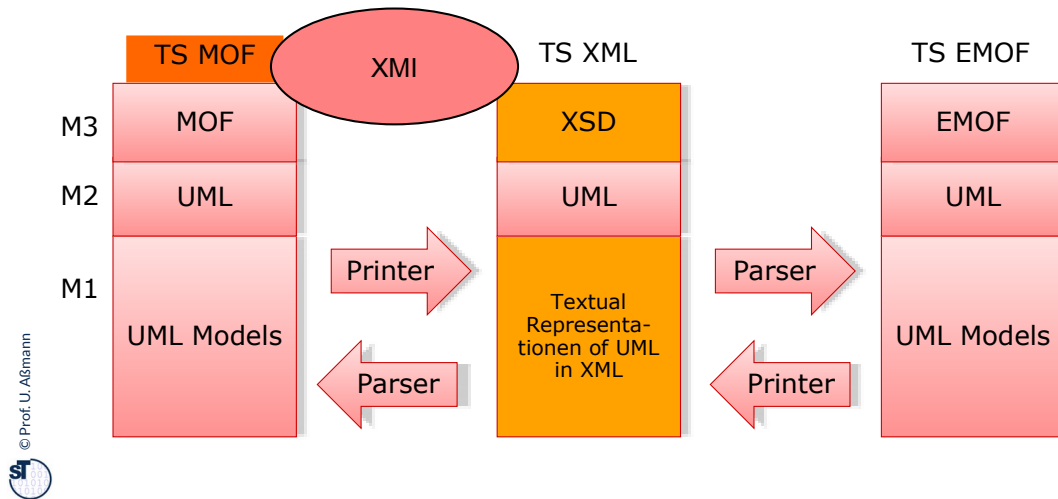 TS MOF
XMI
TS XML
TS EMOF
M3
MOF
XSD
EMOF
M2
UML
UML
UML
M1
Printer
Parser
UML Models
Textual
Representa-
tionen of UML
in XML
UML Models
Parser
Printer
© Prof. U. Aßmann
ST